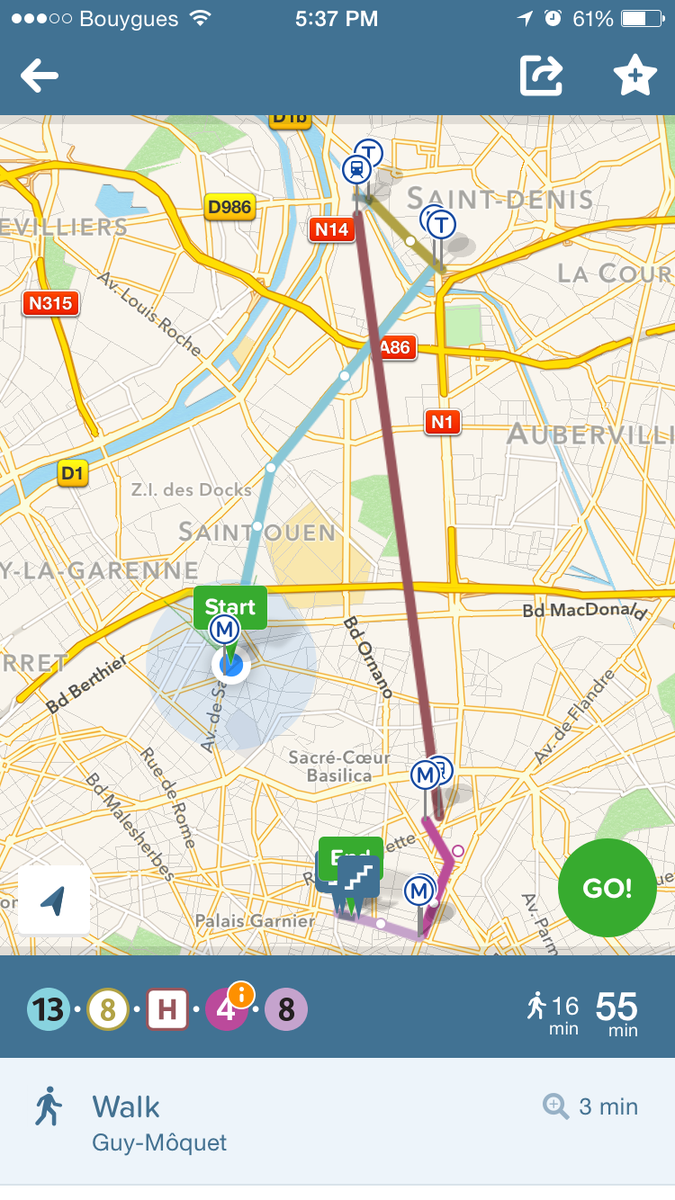 Bouygues 5:37 PM 61%
D1b
T
D986
SAINT-DENIS
T
EVILLIERS
N14
LA COUR
N315
Av. Louis Roche
A86
N1
AUBERVILLI
D1
Z.I. des Docks
SAINT OUEN
Y-LA-GARENNE
Start
Bd MacDonald
M
RRET
Bd Berthier
Bd Ornano
Av. de Sa
Av. de Flandre
Sacré-Cœur
Basilica
M
Rue de Rome
Bd Malesherbes
ette
End
GO!
M
Palais Garnier
Av. Parm
13 8 H 4 i 8 16 min 55 min
Walk 3 min
Guy-Môquet